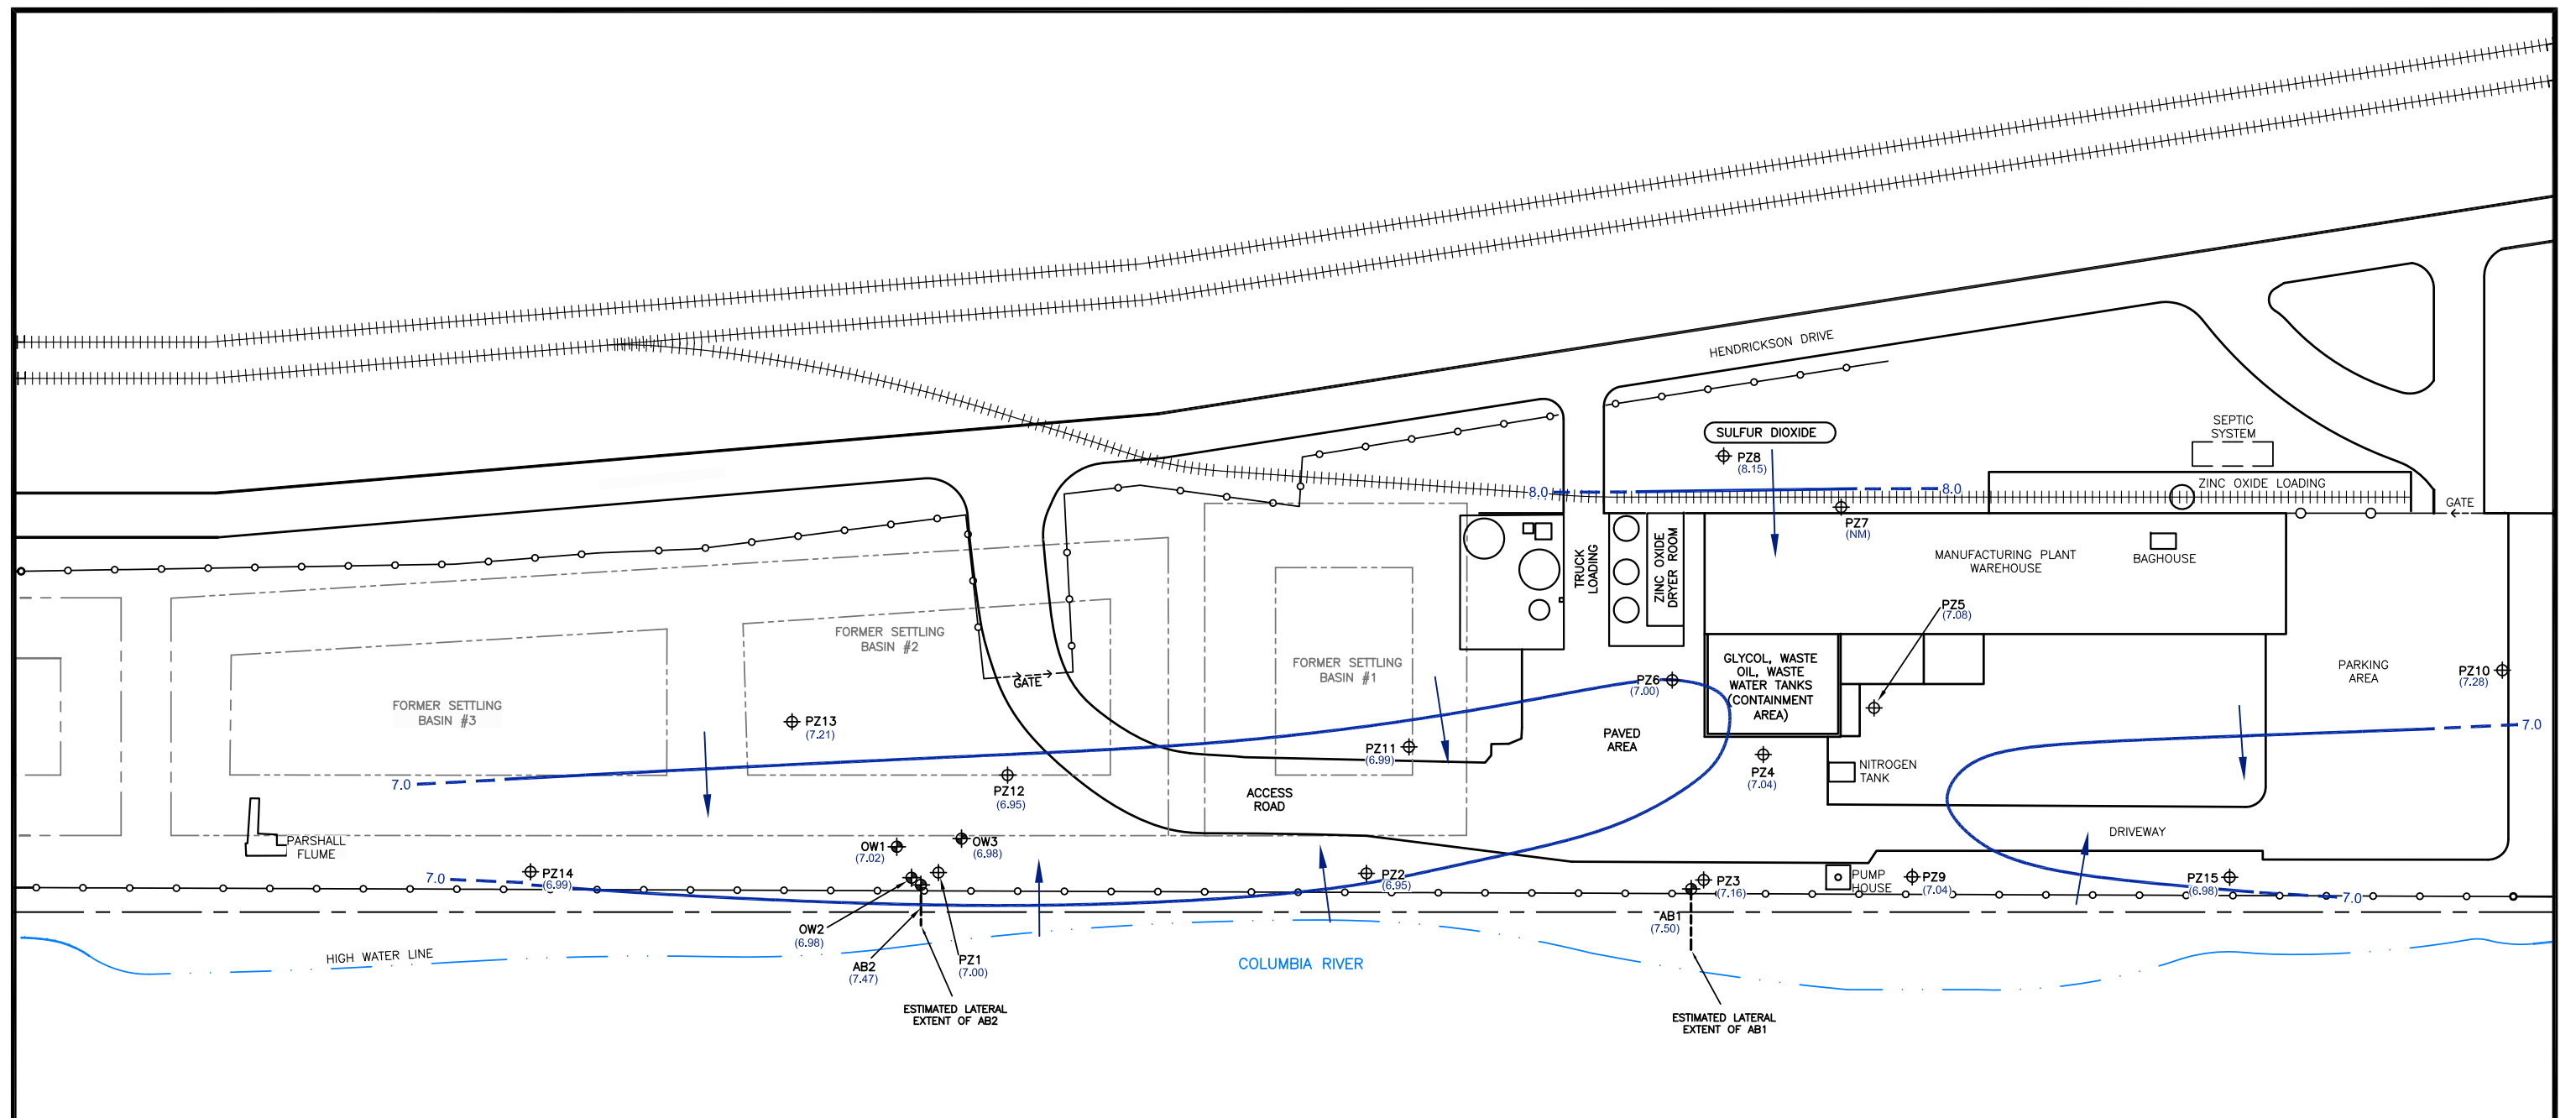 HENDRICKSON DRIVE
SULFUR DIOXIDE
PZ8
(8.15)
SEPTIC
SYSTEM
8.0
8.0
ZINC OXIDE LOADING
GATE
PZ7
(NM)
TRUCK
LOADING
ZINC OXIDE
DRYER ROOM
MANUFACTURING PLANT
WAREHOUSE
BAGHOUSE
PZ5
(7.08)
FORMER SETTLING
BASIN #2
FORMER SETTLING
BASIN #1
GLYCOL, WASTE
OIL, WASTE
WATER TANKS
(CONTAINMENT
AREA)
PARKING
AREA
PZ10
(7.28)
GATE
PZ6
(7.00)
FORMER SETTLING
BASIN #3
PZ13
(7.21)
PZ11
(6.99)
PAVED
AREA
7.0
7.0
PZ4
(7.04)
NITROGEN
TANK
PZ12
(6.95)
ACCESS
ROAD
DRIVEWAY
PARSHALL
FLUME
OW1
(7.02)
OW3
(6.98)
7.0
PZ14
(6.99)
PZ2
(6.95)
PZ3
(7.16)
PUMP
HOUSE
PZ9
(7.04)
PZ15
(6.98)
7.0
AB1
(7.50)
OW2
(6.98)
HIGH WATER LINE
AB2
(7.47)
PZ1
(7.00)
COLUMBIA RIVER
ESTIMATED LATERAL
EXTENT OF AB2
ESTIMATED LATERAL
EXTENT OF AB1